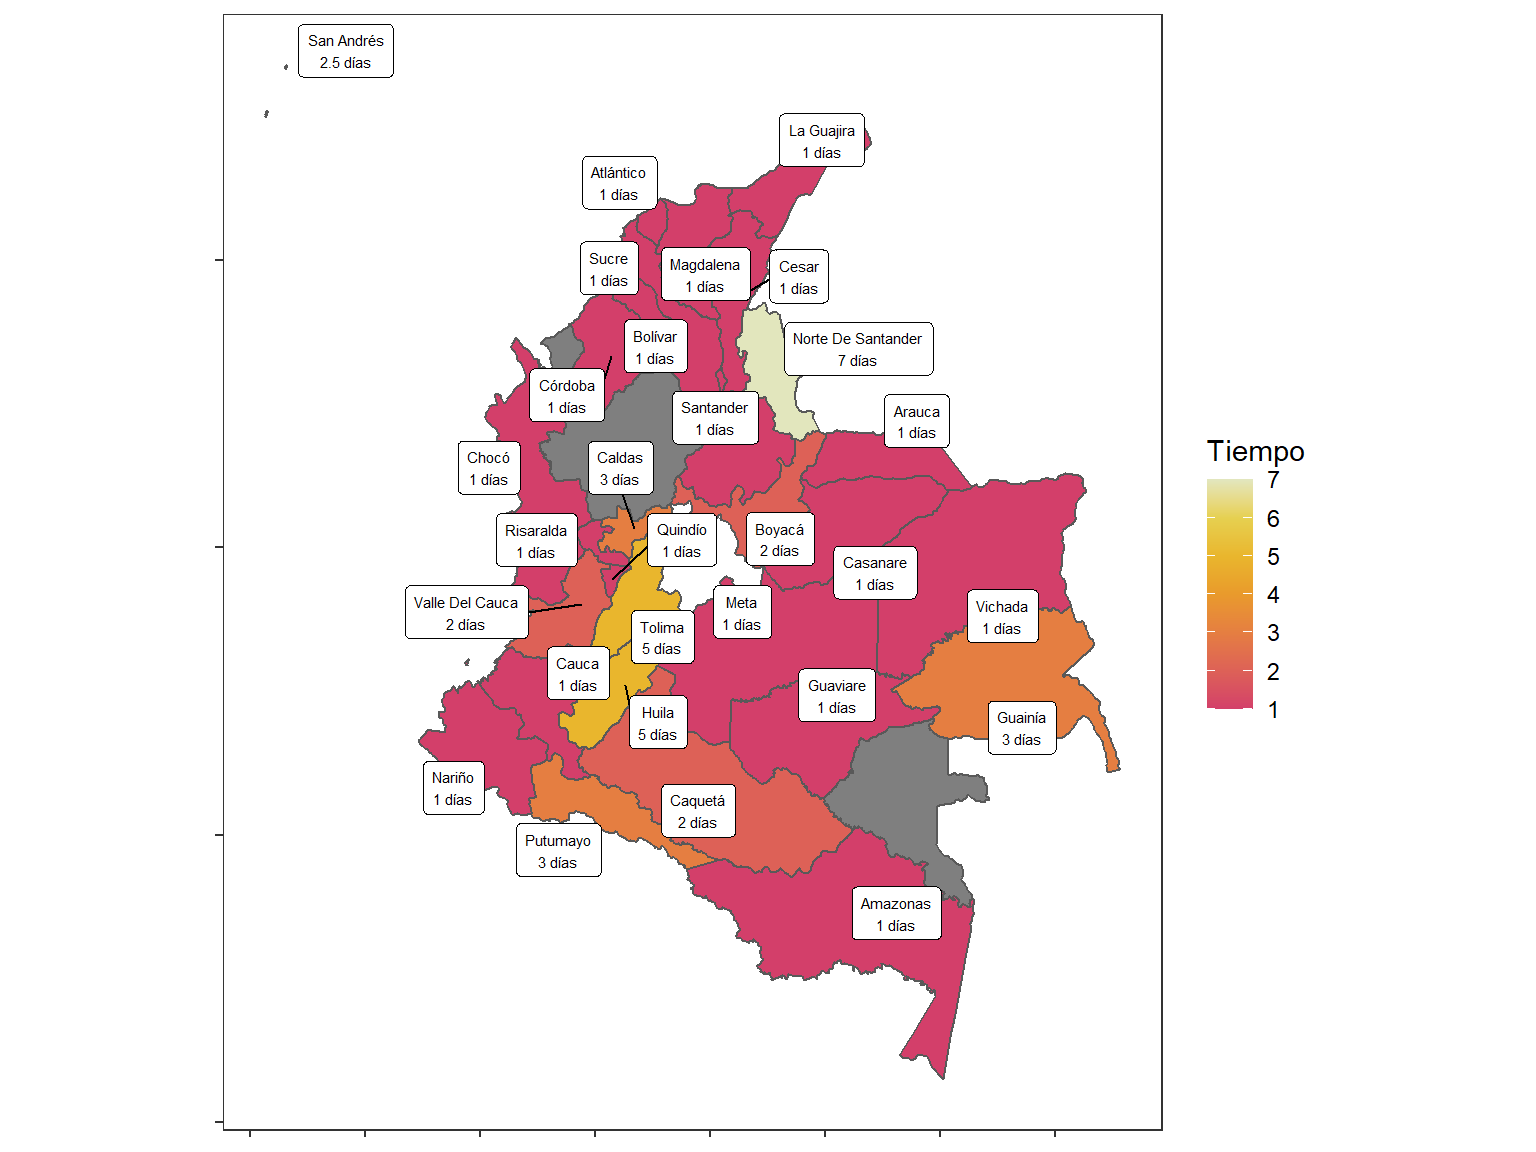 San Andrés
2.5 días
La Guajira
1 días
Atlántico
1 días
Sucre
1 días
Magdalena
1 días
Cesar
1 días
Bolívar
1 días
Norte De Santander
7 días
Córdoba
1 días
Santander
1 días
Arauca
1 días
Chocó
1 días
Caldas
3 días
Risaralda
1 días
Quindío
1 días
Boyacá
2 días
Casanare
1 días
Valle Del Cauca
2 días
Meta
1 días
Vichada
1 días
Tolima
5 días
Cauca
1 días
Guaviare
1 días
Huila
5 días
Guainía
3 días
Nariño
1 días
Caquetá
2 días
Putumayo
3 días
Amazonas
1 días
Tiempo
7
6
5
4
3
2
1